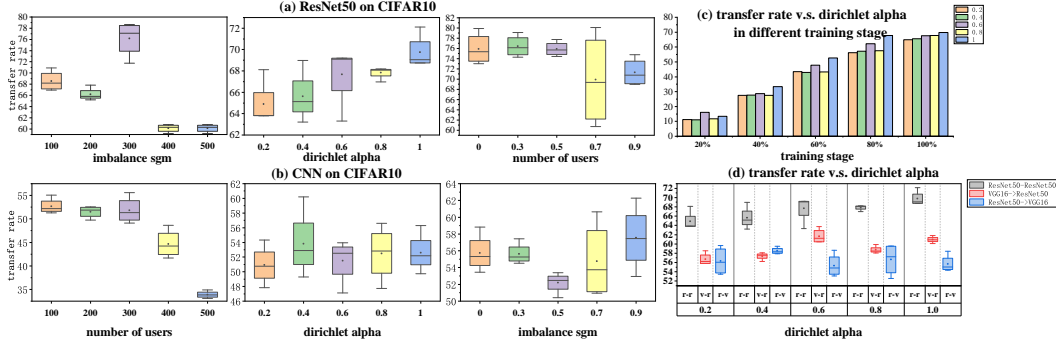 (a) ResNet50 on CIFAR10
transfer rate
80
78
76
74
72
70
68
66
64
62
60
100 200 300 400 500
imbalance sgm
72
70
68
66
64
62
0.2 0.4 0.6 0.8 1
dirichlet alpha
80
78
76
74
72
70
68
66
64
62
60
0 0.3 0.5 0.7 0.9
number of users
(c) transfer rate v.s. dirichlet alpha
in different training stage
0.2
0.4
0.6
0.8
1
80
70
60
50
40
30
20
10
0
20% 40% 60% 80% 100%
training stage
(b) CNN on CIFAR10
transfer rate
55
50
45
40
35
100 200 300 400 500
number of users
62
60
58
56
54
52
50
48
46
0.2 0.4 0.6 0.8 1
dirichlet alpha
64
62
60
58
56
54
52
50
0 0.3 0.5 0.7 0.9
imbalance sgm
(d) transfer rate v.s. dirichlet alpha
ResNet50-ResNet50
VGG16->ResNet50
ResNet50->VGG16
72
70
68
66
64
62
60
58
56
54
52
r-r v-r r-v r-r v-r r-v r-r v-r r-v r-r v-r r-v r-r v-r r-v
0.2 0.4 0.6 0.8 1.0
dirichlet alpha